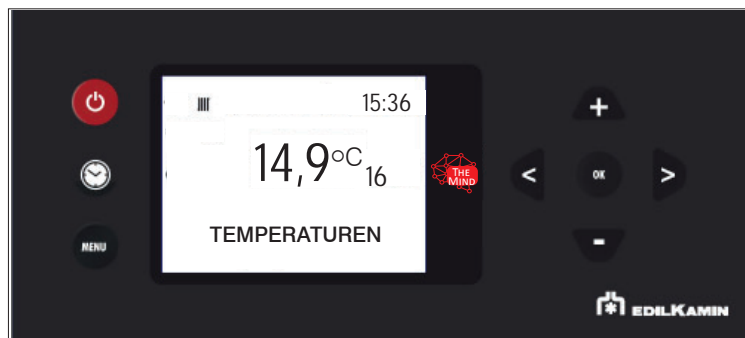 15:36
14,9°C 16
TEMPERATUREN
THE
MIND
MENU
OK
+
<
>
-
EDILKAMIN